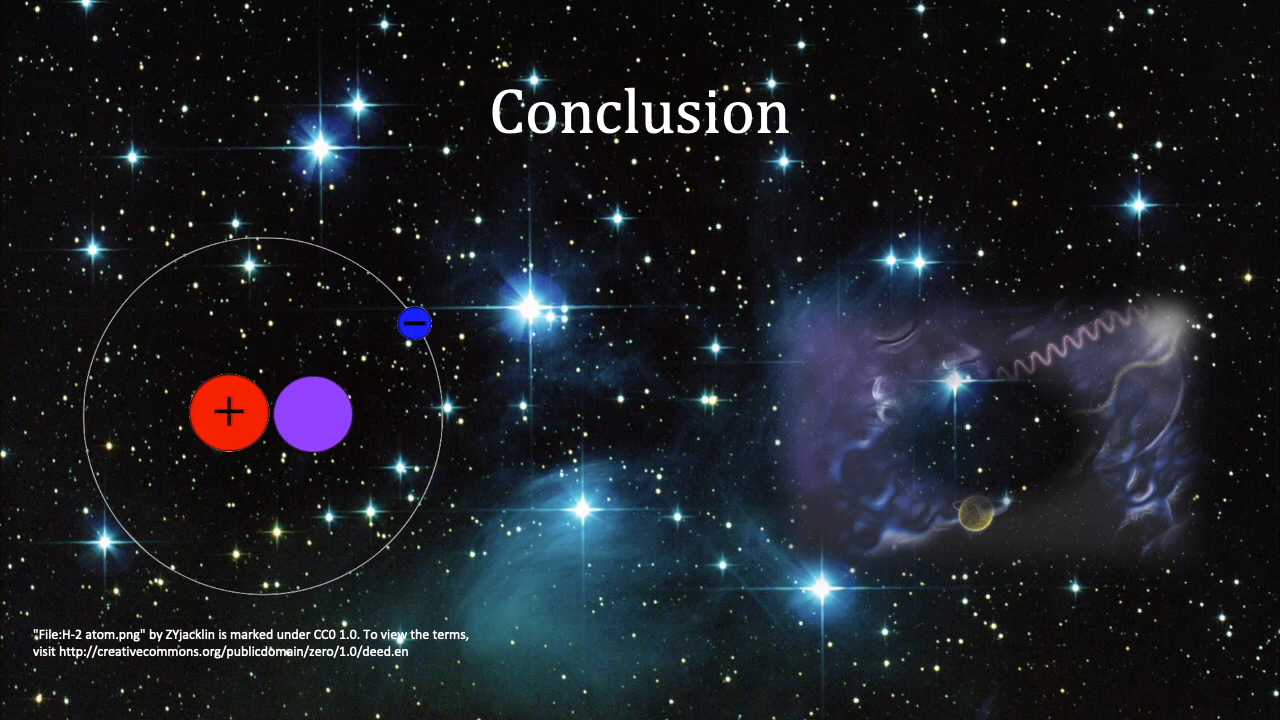 Conclusion
+
−
"File:H-2 atom.png" by ZYjacklin is marked under CC0 1.0. To view the terms,
visit http://creativecommons.org/publicdomain/zero/1.0/deed.en